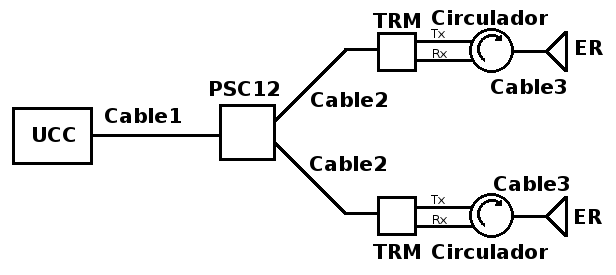 TRM Circulador
Tx
Rx
ER
Cable3
PSC12
Cable2
Cable1
UCC
Cable2
Cable3
Tx
Rx
ER
TRM Circulador